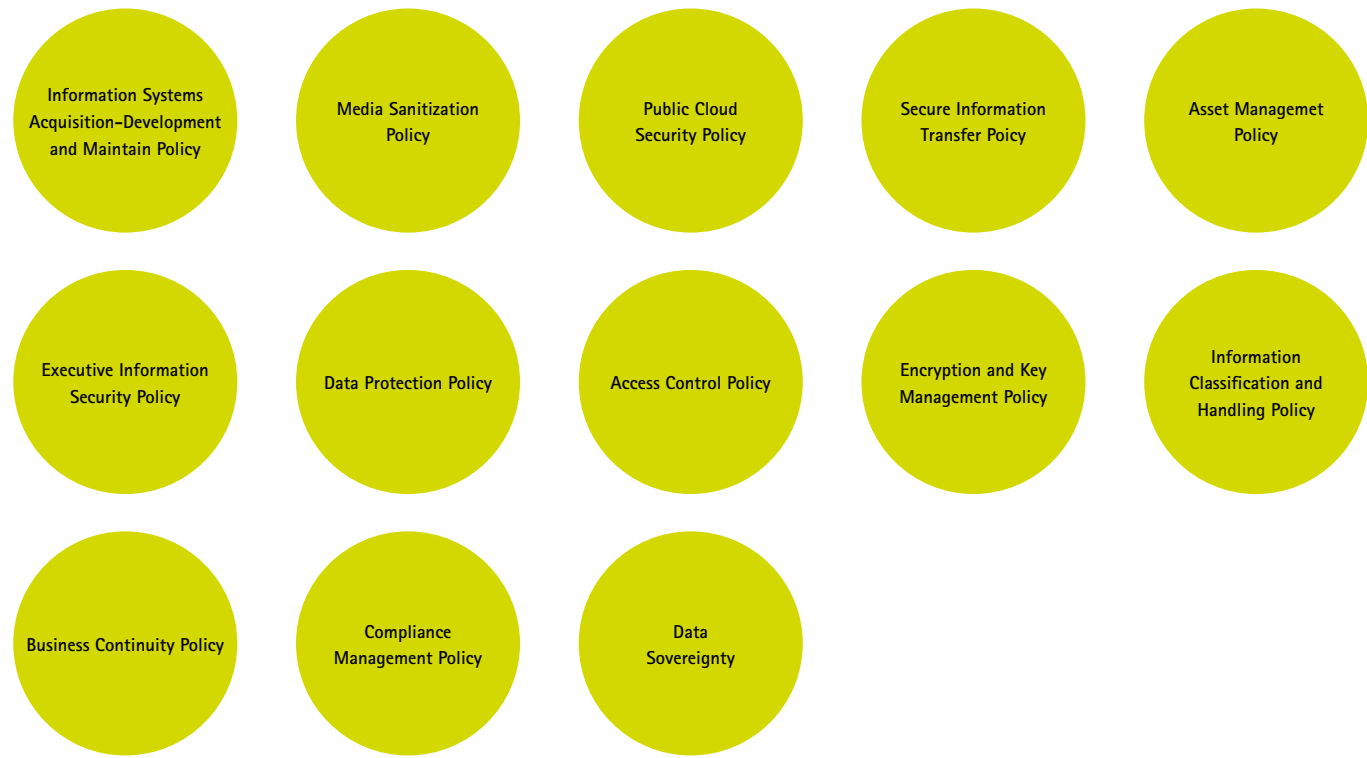 Information Systems
Acquisition-Development
and Maintain Policy
Media Sanitization
Policy
Public Cloud
Security Policy
Secure Information
Transfer Poicy
Asset Managemet
Policy
Executive Information
Security Policy
Data Protection Policy
Access Control Policy
Encryption and Key
Management Policy
Information
Classification and
Handling Policy
Business Continuity Policy
Compliance
Management Policy
Data
Sovereignty